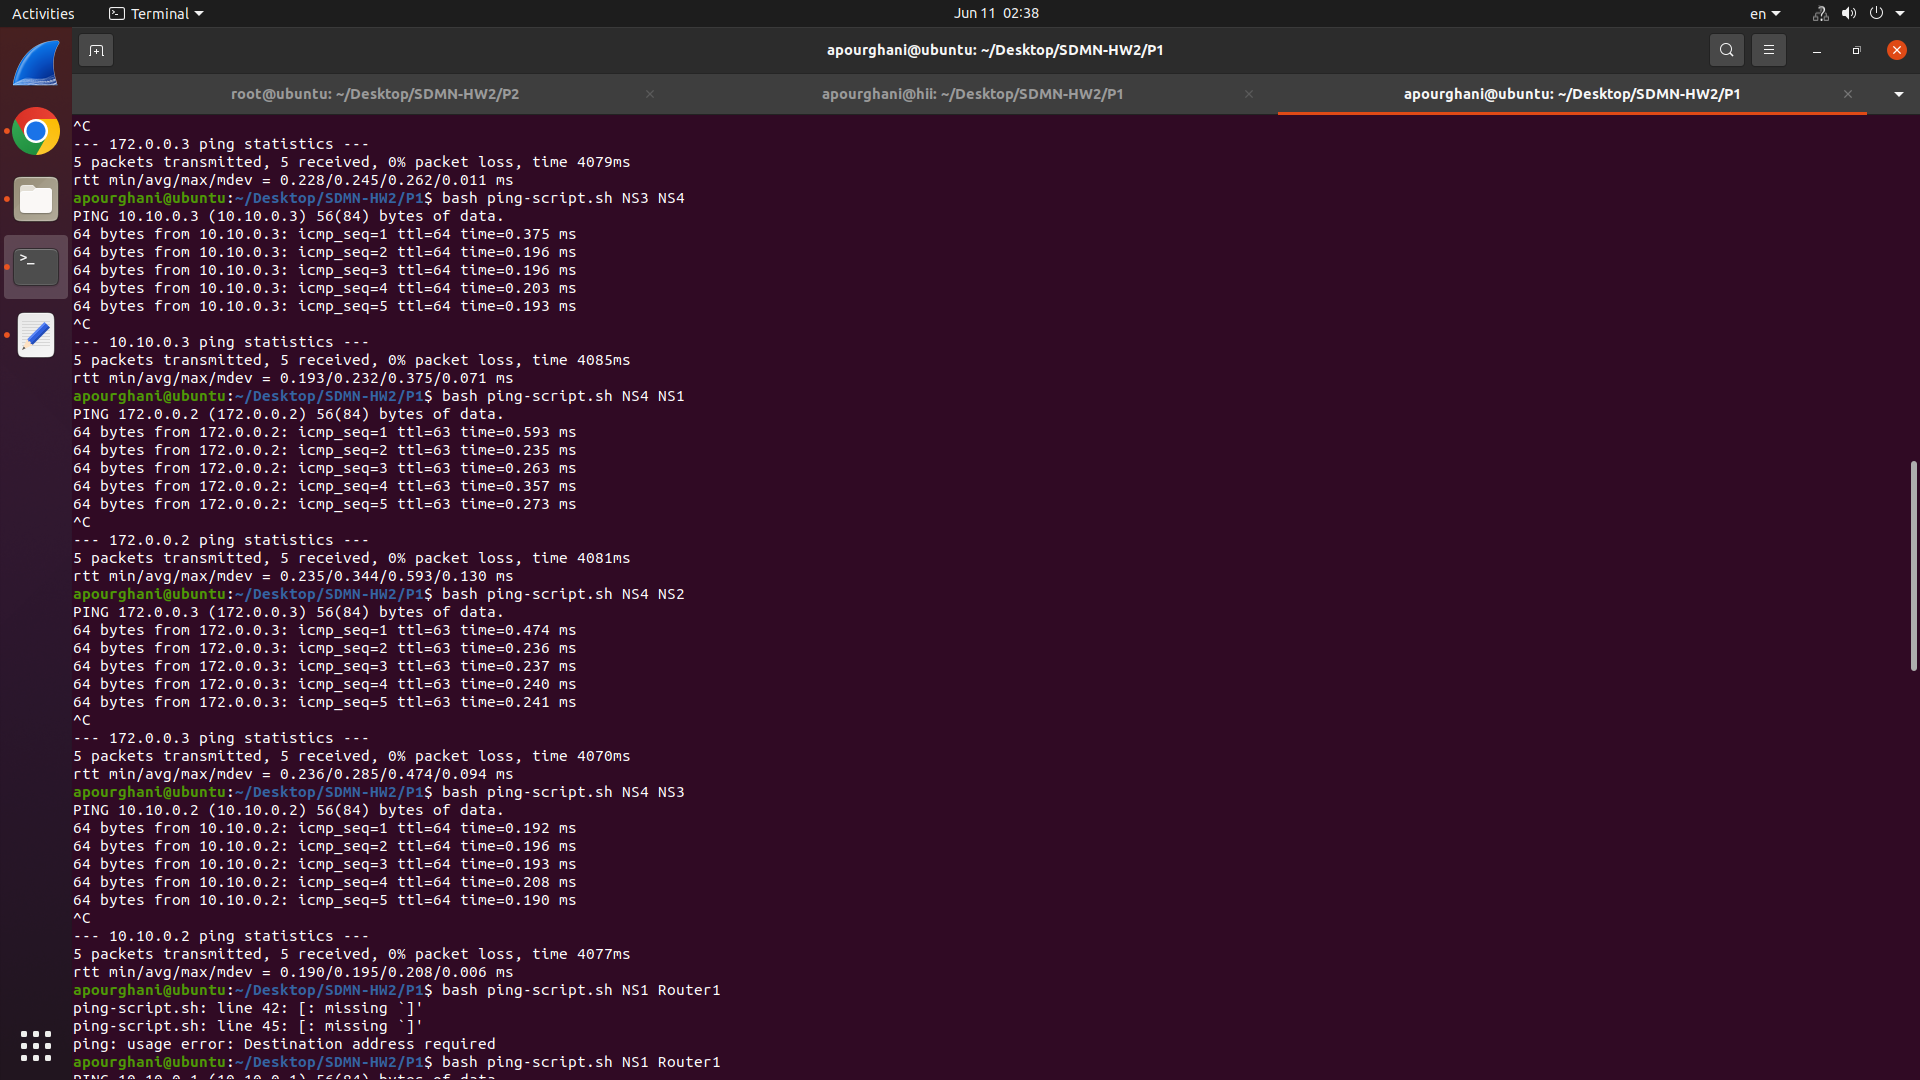 Activities
Terminal
Jun 11 02:38
en
apourghani@ubuntu: ~/Desktop/SDMN-HW2/P1
root@ubuntu: ~/Desktop/SDMN-HW2/P2
apourghani@hii: ~/Desktop/SDMN-HW2/P1
apourghani@ubuntu: ~/Desktop/SDMN-HW2/P1
^C
--- 172.0.0.3 ping statistics ---
5 packets transmitted, 5 received, 0% packet loss, time 4079ms
rtt min/avg/max/mdev = 0.228/0.245/0.262/0.011 ms
apourghani@ubuntu:~/Desktop/SDMN-HW2/P1$ bash ping-script.sh NS3 NS4
PING 10.10.0.3 (10.10.0.3) 56(84) bytes of data.
64 bytes from 10.10.0.3: icmp_seq=1 ttl=64 time=0.375 ms
64 bytes from 10.10.0.3: icmp_seq=2 ttl=64 time=0.196 ms
64 bytes from 10.10.0.3: icmp_seq=3 ttl=64 time=0.196 ms
64 bytes from 10.10.0.3: icmp_seq=4 ttl=64 time=0.203 ms
64 bytes from 10.10.0.3: icmp_seq=5 ttl=64 time=0.193 ms
^C
--- 10.10.0.3 ping statistics ---
5 packets transmitted, 5 received, 0% packet loss, time 4085ms
rtt min/avg/max/mdev = 0.193/0.232/0.375/0.071 ms
apourghani@ubuntu:~/Desktop/SDMN-HW2/P1$ bash ping-script.sh NS4 NS1
PING 172.0.0.2 (172.0.0.2) 56(84) bytes of data.
64 bytes from 172.0.0.2: icmp_seq=1 ttl=63 time=0.593 ms
64 bytes from 172.0.0.2: icmp_seq=2 ttl=63 time=0.235 ms
64 bytes from 172.0.0.2: icmp_seq=3 ttl=63 time=0.263 ms
64 bytes from 172.0.0.2: icmp_seq=4 ttl=63 time=0.357 ms
64 bytes from 172.0.0.2: icmp_seq=5 ttl=63 time=0.273 ms
^C
--- 172.0.0.2 ping statistics ---
5 packets transmitted, 5 received, 0% packet loss, time 4081ms
rtt min/avg/max/mdev = 0.235/0.344/0.593/0.130 ms
apourghani@ubuntu:~/Desktop/SDMN-HW2/P1$ bash ping-script.sh NS4 NS2
PING 172.0.0.3 (172.0.0.3) 56(84) bytes of data.
64 bytes from 172.0.0.3: icmp_seq=1 ttl=63 time=0.474 ms
64 bytes from 172.0.0.3: icmp_seq=2 ttl=63 time=0.236 ms
64 bytes from 172.0.0.3: icmp_seq=3 ttl=63 time=0.237 ms
64 bytes from 172.0.0.3: icmp_seq=4 ttl=63 time=0.240 ms
64 bytes from 172.0.0.3: icmp_seq=5 ttl=63 time=0.241 ms
^C
--- 172.0.0.3 ping statistics ---
5 packets transmitted, 5 received, 0% packet loss, time 4070ms
rtt min/avg/max/mdev = 0.236/0.285/0.474/0.094 ms
apourghani@ubuntu:~/Desktop/SDMN-HW2/P1$ bash ping-script.sh NS4 NS3
PING 10.10.0.2 (10.10.0.2) 56(84) bytes of data.
64 bytes from 10.10.0.2: icmp_seq=1 ttl=64 time=0.192 ms
64 bytes from 10.10.0.2: icmp_seq=2 ttl=64 time=0.196 ms
64 bytes from 10.10.0.2: icmp_seq=3 ttl=64 time=0.193 ms
64 bytes from 10.10.0.2: icmp_seq=4 ttl=64 time=0.208 ms
64 bytes from 10.10.0.2: icmp_seq=5 ttl=64 time=0.190 ms
^C
--- 10.10.0.2 ping statistics ---
5 packets transmitted, 5 received, 0% packet loss, time 4077ms
rtt min/avg/max/mdev = 0.190/0.195/0.208/0.006 ms
apourghani@ubuntu:~/Desktop/SDMN-HW2/P1$ bash ping-script.sh NS1 Router1
ping-script.sh: line 42: [: missing `]'
ping-script.sh: line 45: [: missing `]'
ping: usage error: Destination address required
apourghani@ubuntu:~/Desktop/SDMN-HW2/P1$ bash ping-script.sh NS1 Router1
PING 10.10.0.1 (10.10.0.1) 56(84) bytes of data.